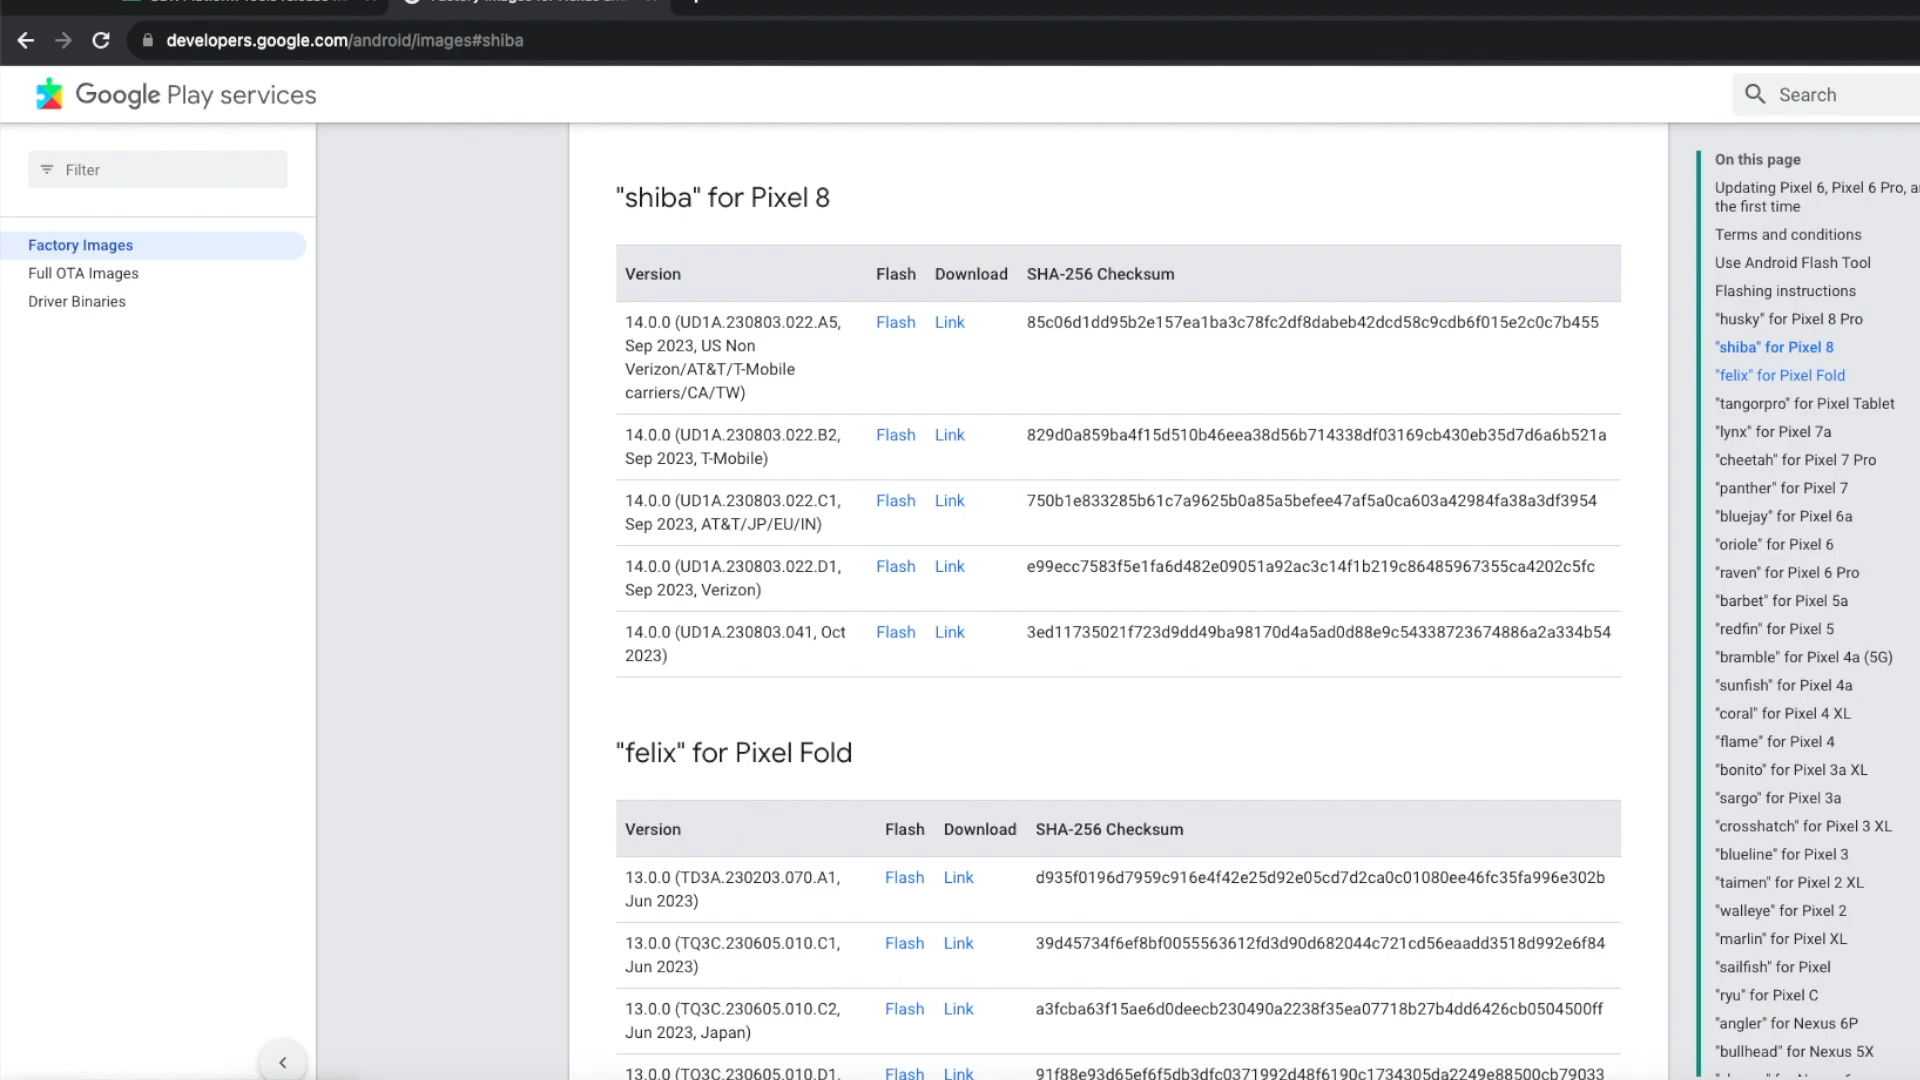 developers.google.com/android/images#shiba
Google Play services
Search
Filter
Factory Images
Full OTA Images
Driver Binaries
"shiba" for Pixel 8
Version Flash Download SHA-256 Checksum
14.0.0 (UD1A.230803.022.A5, Flash Link 85c06d1dd95b2e157ea1ba3c78fc2df8dabeb42dcd58c9cdb6f015e2c0c7b455
Sep 2023, US Non
Verizon/AT&T/T-Mobile
carriers/CA/TW)
14.0.0 (UD1A.230803.022.B2, Flash Link 829d0a859ba4f15d510b46eea38d56b714338df03169cb430eb35d7d6a6b521a
Sep 2023, T-Mobile)
14.0.0 (UD1A.230803.022.C1, Flash Link 750b1e833285b61c7a9625b0a85a5befee47af5a0ca603a42984fa38a3df3954
Sep 2023, AT&T/JP/EU/IN)
14.0.0 (UD1A.230803.022.D1, Flash Link e99ecc7583f5e1fa6d482e09051a92ac3c14f1b219c86485967355ca4202c5fc
Sep 2023, Verizon)
14.0.0 (UD1A.230803.041, Oct Flash Link 3ed11735021f723d9dd49ba98170d4a5ad0d88e9c54338723674886a2a334b54
2023)
"felix" for Pixel Fold
Version Flash Download SHA-256 Checksum
13.0.0 (TD3A.230203.070.A1, Flash Link d935f0196d7959c916e4f42e25d92e05cd7d2ca0c01080ee46fc35fa996e302b
Jun 2023)
13.0.0 (TQ3C.230605.010.C1, Flash Link 39d45734f6ef8bf0055563612fd3d90d682044c721cd56eaadd3518d992e6f84
Jun 2023)
13.0.0 (TQ3C.230605.010.C2, Flash Link a3fcba63f15ae6d0deecb230490a2238f35ea07718b27b4dd6426cb0504500ff
Jun 2023, Japan)
13.0.0 (TQ3C.230605.010.D1, Flash Link 91f88e93d65ef6f5db3dfc0371992d48f6190c1734305da2249e88500cb79033
On this page
Updating Pixel 6, Pixel 6 Pro,
the first time
Terms and conditions
Use Android Flash Tool
Flashing instructions
"husky" for Pixel 8 Pro
"shiba" for Pixel 8
"felix" for Pixel Fold
"tangorpro" for Pixel Tablet
"lynx" for Pixel 7a
"cheetah" for Pixel 7 Pro
"panther" for Pixel 7
"bluejay" for Pixel 6a
"oriole" for Pixel 6
"raven" for Pixel 6 Pro
"barbet" for Pixel 5a
"redfin" for Pixel 5
"bramble" for Pixel 4a (5G)
"sunfish" for Pixel 4a
"coral" for Pixel 4 XL
"flame" for Pixel 4
"bonito" for Pixel 3a XL
"sargo" for Pixel 3a
"crosshatch" for Pixel 3 XL
"blueline" for Pixel 3
"taimen" for Pixel 2 XL
"walleye" for Pixel 2
"marlin" for Pixel XL
"sailfish" for Pixel
"ryu" for Pixel C
"angler" for Nexus 6P
"bullhead" for Nexus 5X